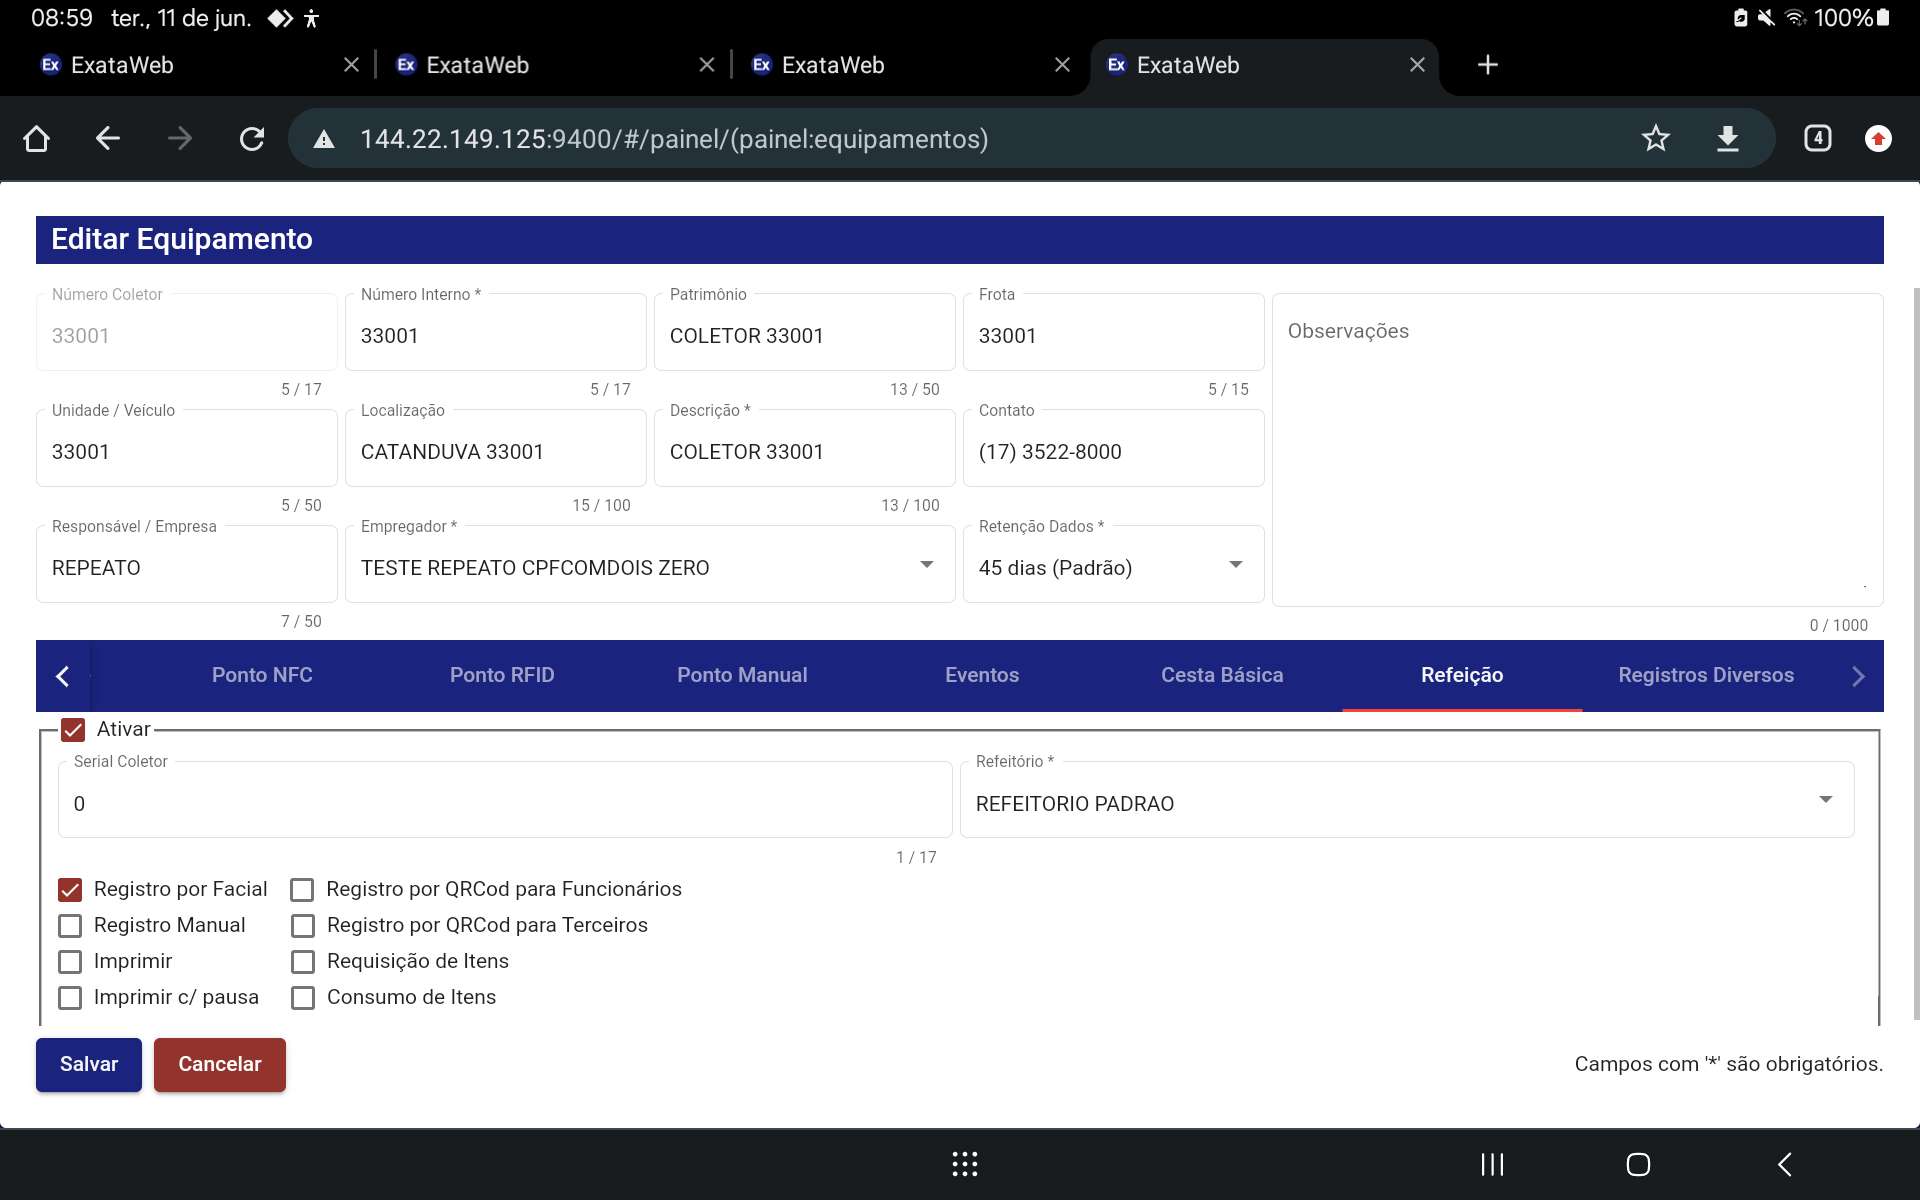 08:59 ter., 11 de jun. 100%
Ex ExataWeb Ex ExataWeb Ex ExataWeb Ex ExataWeb
144.22.149.125:9400/#/painel/(painel:equipamentos) 4
Editar Equipamento
Número Coletor Número Interno * Patrimônio Frota
33001 33001 COLETOR 33001 33001 Observações
5 / 17 5 / 17 13 / 50 5 / 15
Unidade / Veículo Localização Descrição * Contato
33001 CATANDUVA 33001 COLETOR 33001 (17) 3522-8000
5 / 50 15 / 100 13 / 100
Responsável / Empresa Empregador * Retenção Dados *
REPEATO TESTE REPEATO CPFCOMDOIS ZERO 45 dias (Padrão)
7 / 50 0 / 1000
Ponto NFC Ponto RFID Ponto Manual Eventos Cesta Básica Refeição Registros Diversos
Ativar
Serial Coletor Refeitório *
0 REFEITORIO PADRAO
1 / 17
Registro por Facial Registro por QRCod para Funcionários
Registro Manual Registro por QRCod para Terceiros
Imprimir Requisição de Itens
Imprimir c/ pausa Consumo de Itens
Salvar Cancelar Campos com '*' são obrigatórios.